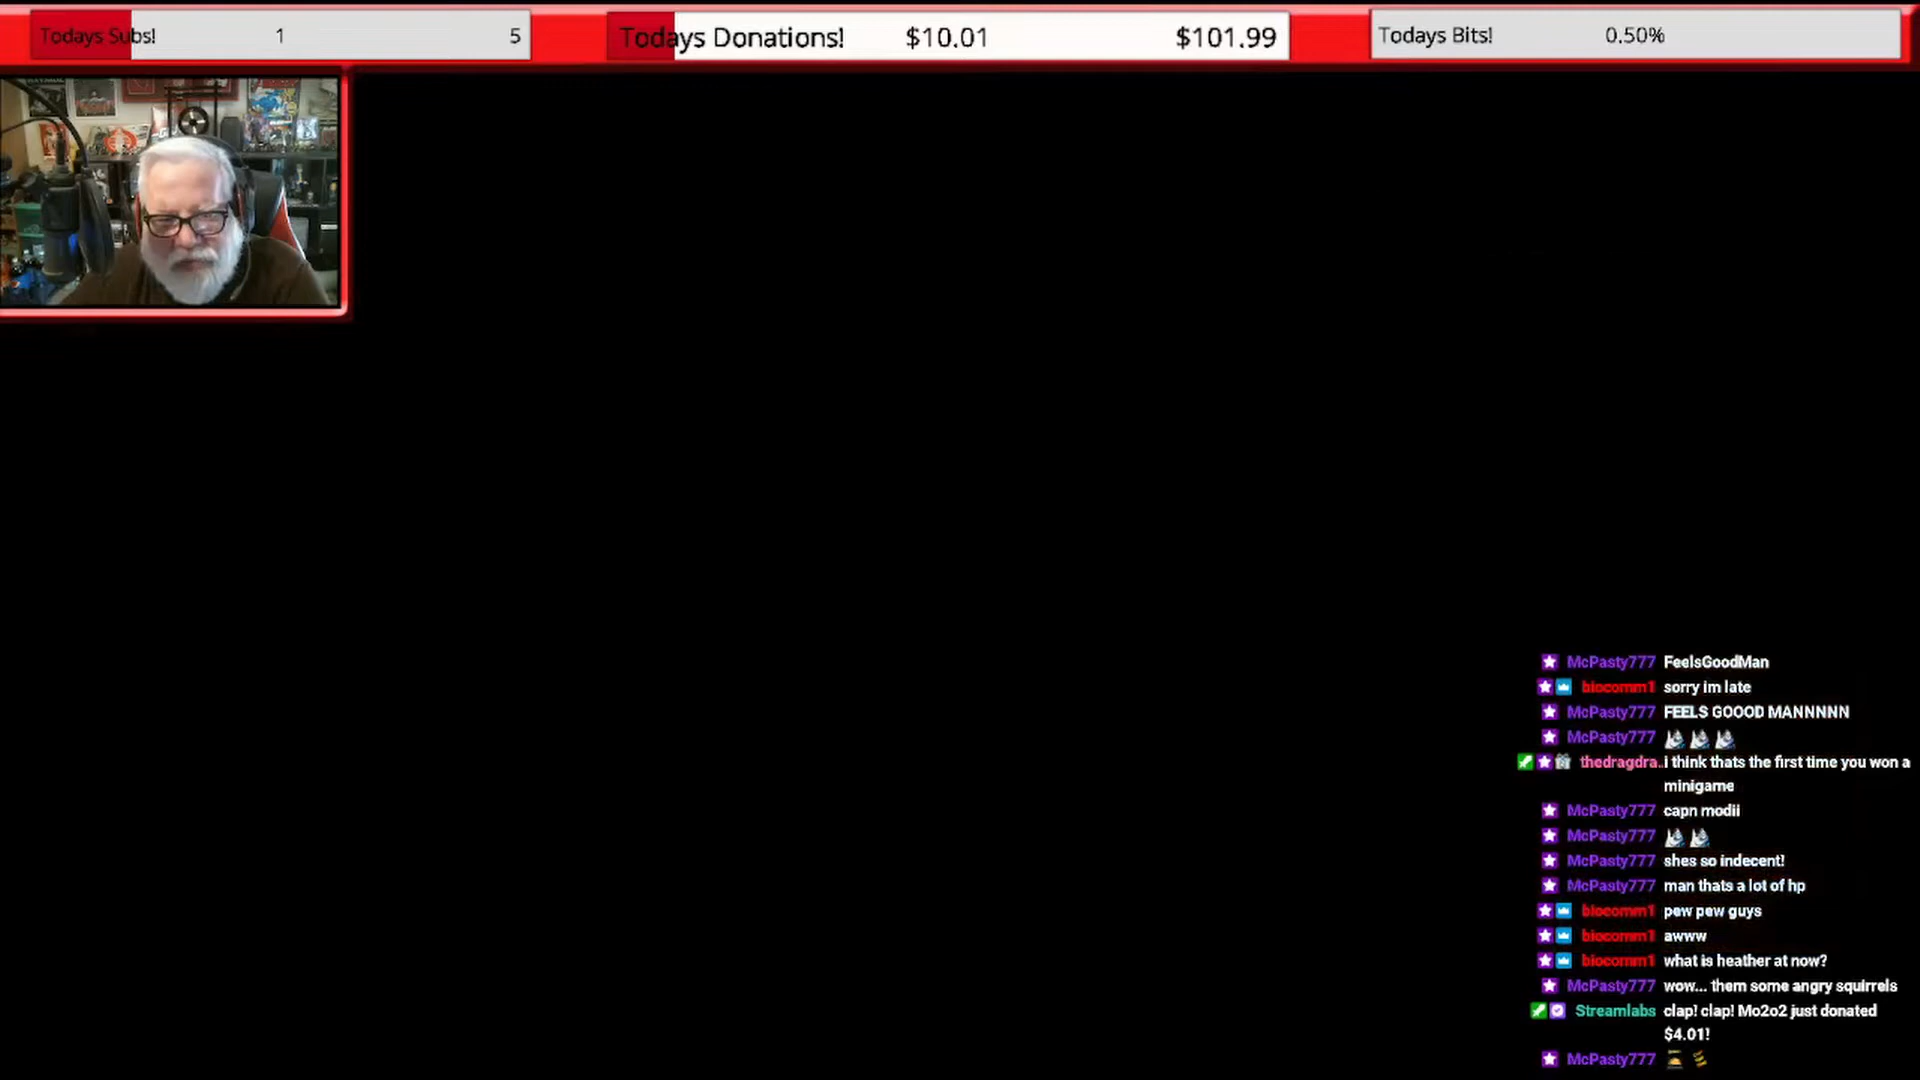 Todays Subs! 1 5
Todays Donations! $10.01 $101.99
Todays Bits! 0.50%
McPasty777 FeelsGoodMan
biocomm1 sorry im late
McPasty777 FEELS GOOOD MANNNNN
McPasty777
thedragdra.. i think thats the first time you won a
minigame
McPasty777 capn modii
McPasty777
McPasty777 shes so indecent!
McPasty777 man thats a lot of hp
biocomm1 pew pew guys
biocomm1 awww
biocomm1 what is heather at now?
McPasty777 wow... them some angry squirrels
Streamlabs clap! clap! Mo2o2 just donated
$4.01!
McPasty777